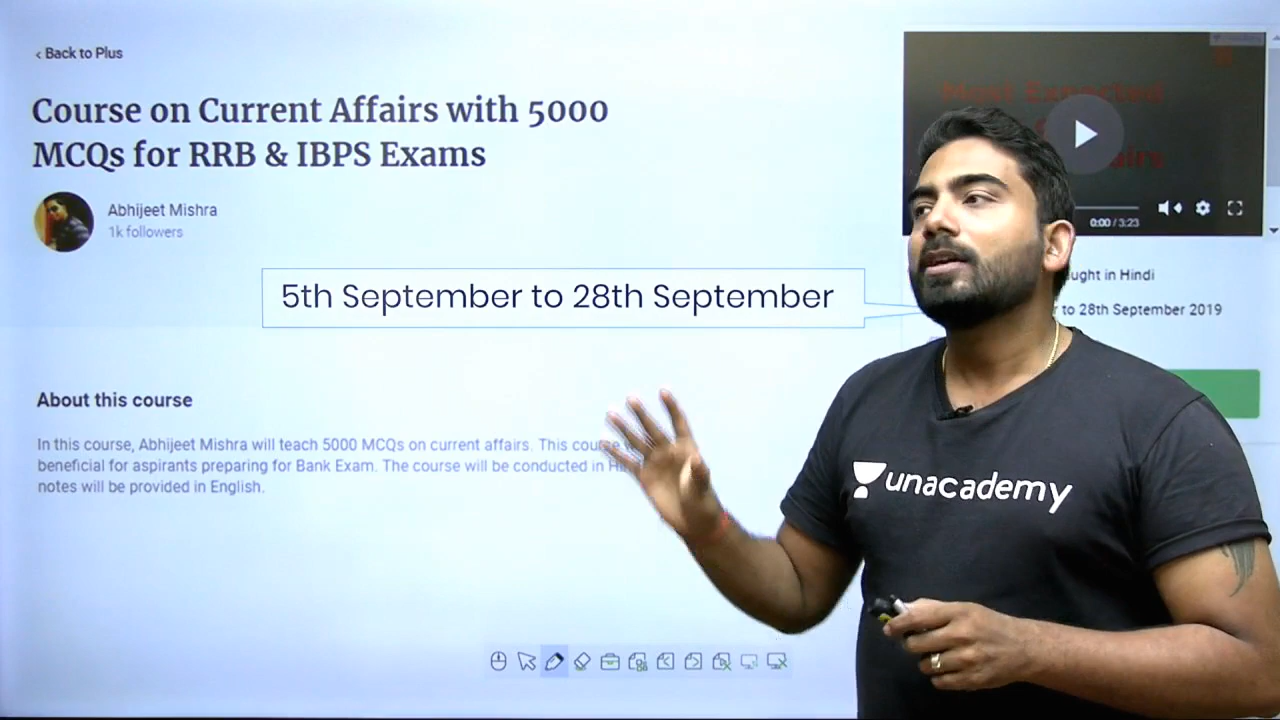 ‹ Back to Plus
Course on Current Affairs with 5000
MCQs for RRB & IBPS Exams
Abhijeet Mishra
1k followers
5th September to 28th September
About this course
In this course, Abhijeet Mishra will teach 5000 MCQs on current affairs. This course
beneficial for aspirants preparing for Bank Exam. The course will be conducted in
notes will be provided in English.
Most Expected
0:00 / 3:23
in Hindi
to 28th September 2019
unacademy